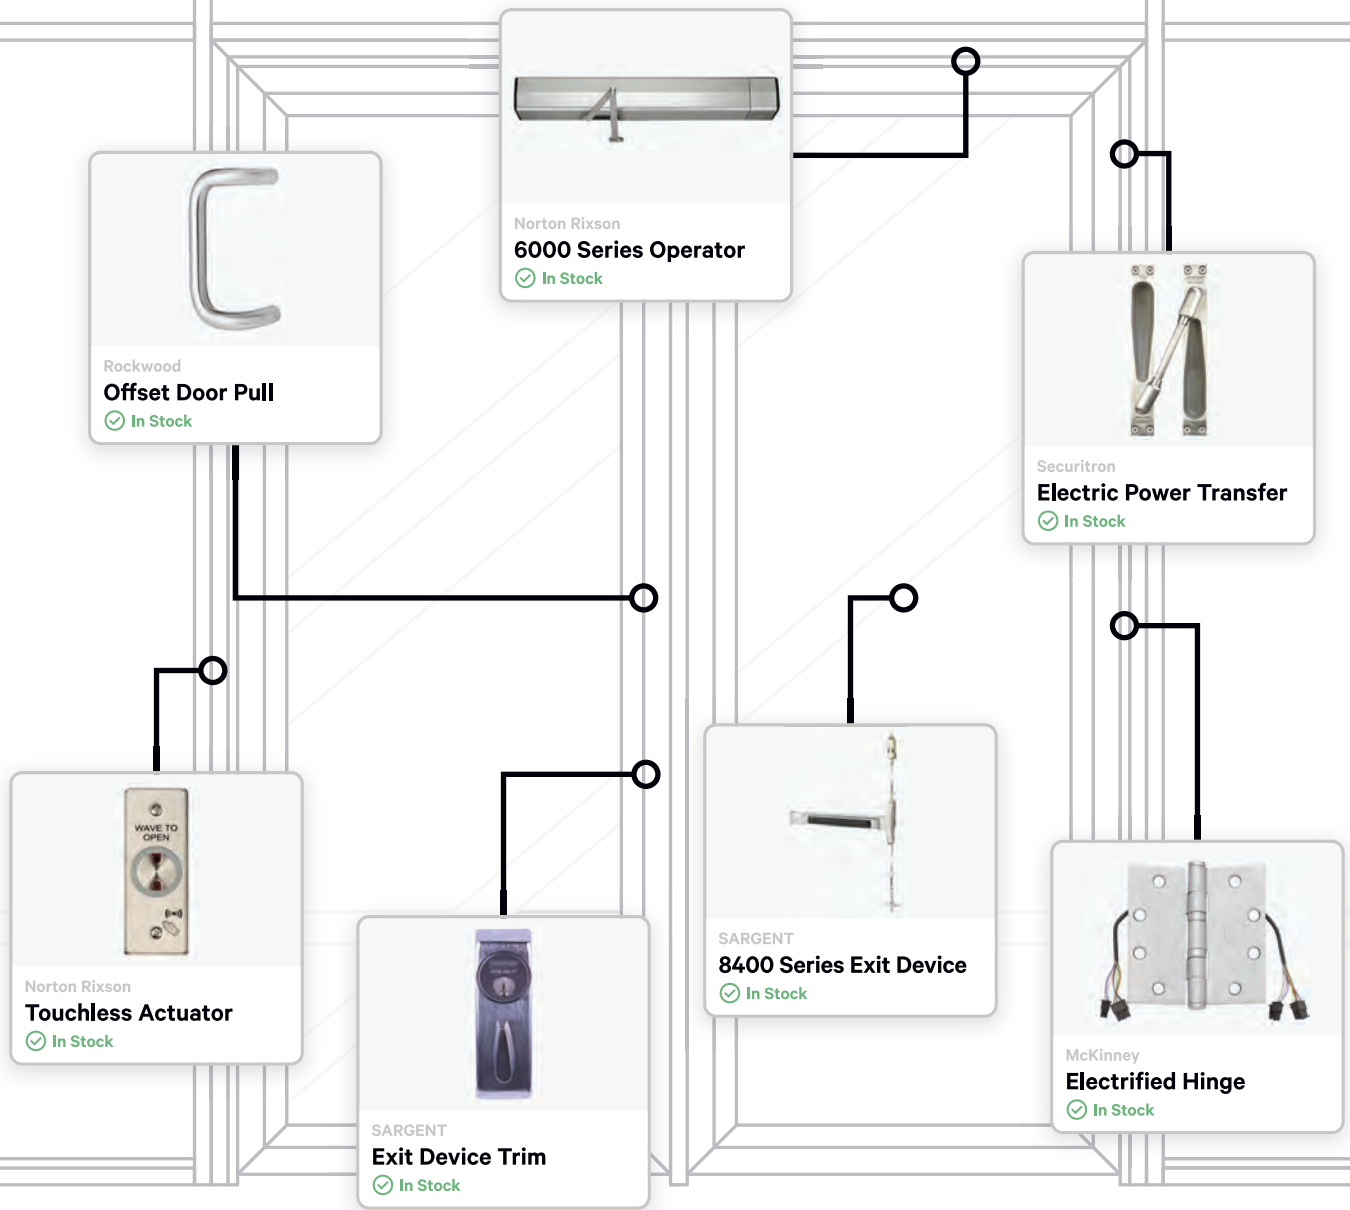 Norton Rixson
6000 Series Operator
In Stock
Rockwood
Offset Door Pull
In Stock
Securitron
Electric Power Transfer
In Stock
WAVE TO
OPEN
Norton Rixson
Touchless Actuator
In Stock
SARGENT
8400 Series Exit Device
In Stock
McKinney
Electrified Hinge
In Stock
SARGENT
Exit Device Trim
In Stock